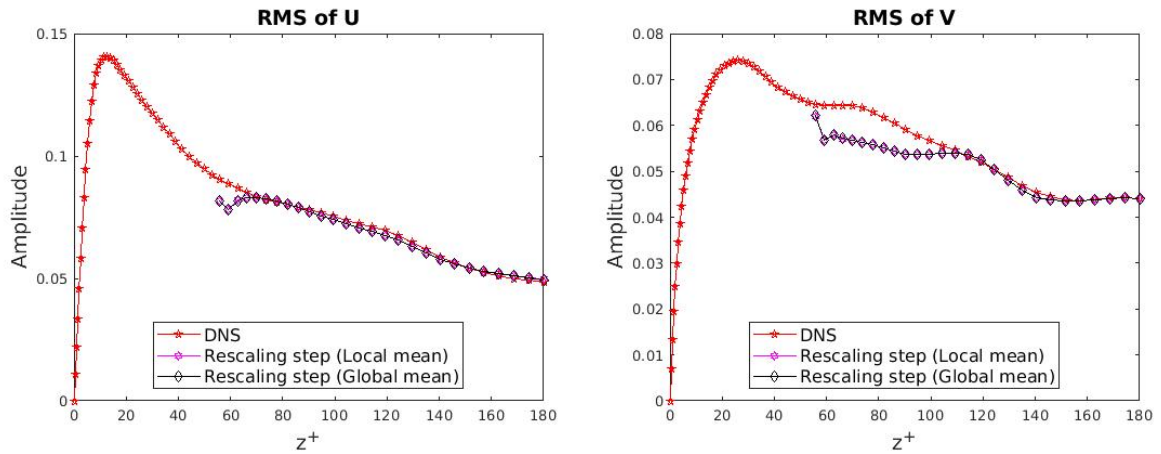 RMS of U
0.15
0.1
0.05
0
Amplitude
0 20 40 60 80 100 120 140 160 180
z+
DNS
Rescaling step (Local mean)
Rescaling step (Global mean)
RMS of V
0.08
0.07
0.06
0.05
0.04
0.03
0.02
0.01
0
Amplitude
0 20 40 60 80 100 120 140 160 180
z+
DNS
Rescaling step (Local mean)
Rescaling step (Global mean)